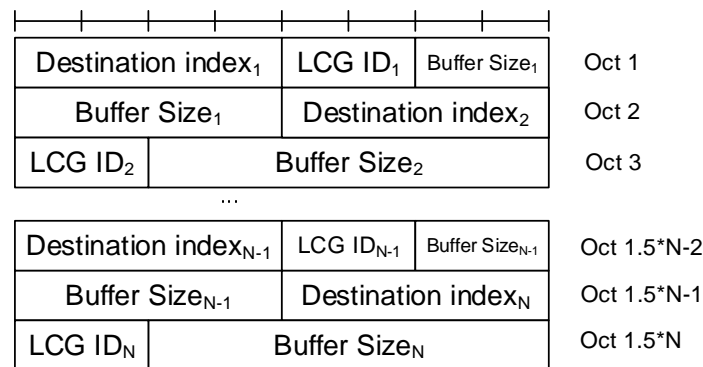 Destination index₁ LCG ID₁ Buffer Size₁ Oct 1
Buffer Size₁ Destination index₂ Oct 2
LCG ID₂ Buffer Size₂ Oct 3
...
Destination indexN-1 LCG IDN-1 Buffer SizeN-1 Oct 1.5*N-2
Buffer SizeN-1 Destination indexN Oct 1.5*N-1
LCG IDN Buffer SizeN Oct 1.5*N